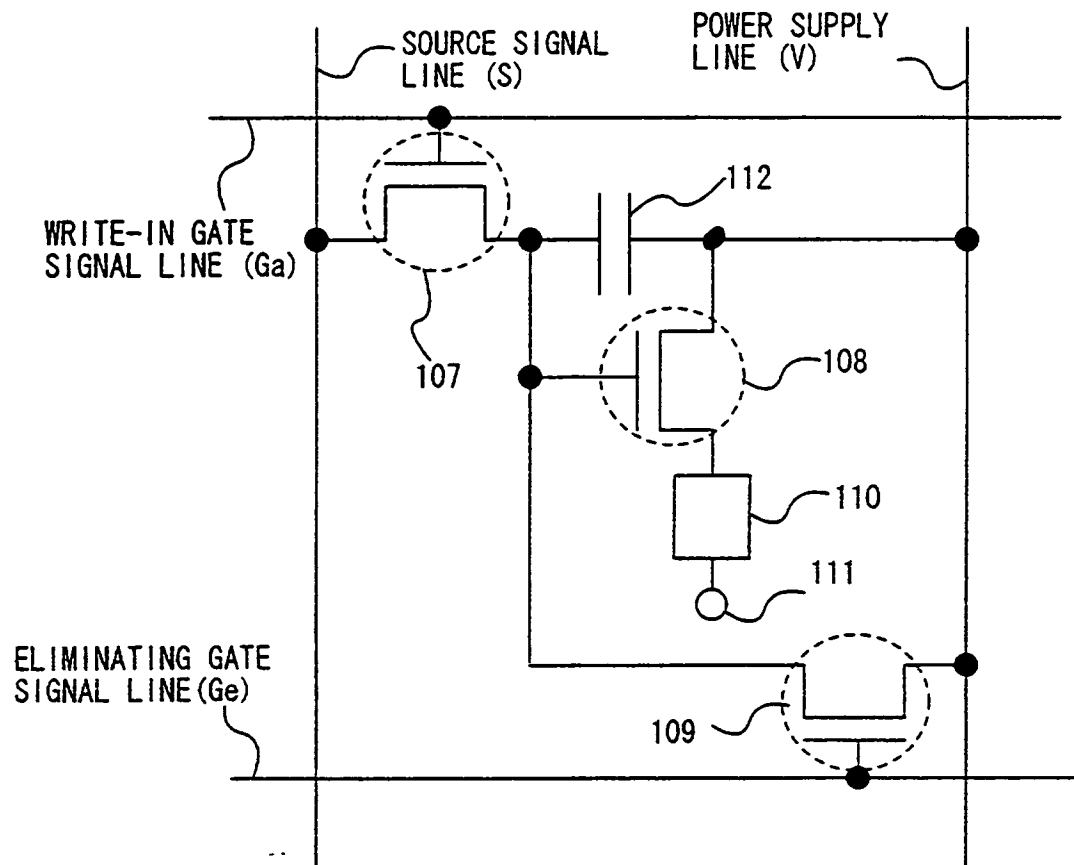 SOURCE SIGNAL
LINE (S)
POWER SUPPLY
LINE (V)
WRITE-IN GATE
SIGNAL LINE (Ga)
112
107
108
110
111
ELIMINATING GATE
SIGNAL LINE(Ge)
109